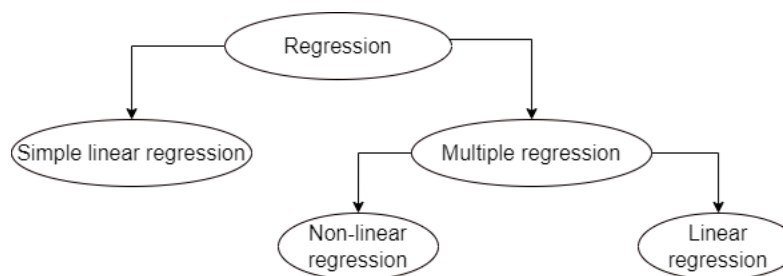 Regression
Simple linear regression
Multiple regression
Non-linear
regression
Linear
regression